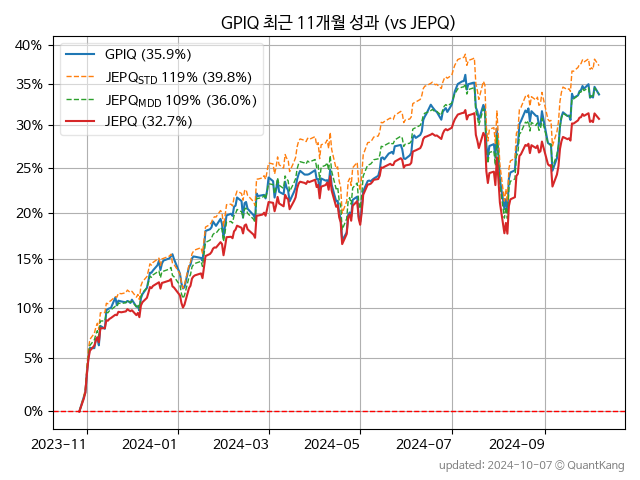 GPIQ 최근 11개월 성과 (vs JEPQ)
40%
35%
30%
25%
20%
15%
10%
5%
0%
GPIQ (35.9%)
JEPQSTD 119% (39.8%)
JEPQMDD 109% (36.0%)
JEPQ (32.7%)
2023-11
2024-01
2024-03
2024-05
2024-07
2024-09
updated: 2024-10-07 © QuantKang